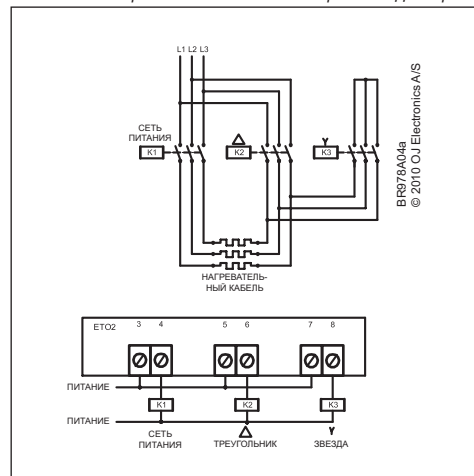 L1 L2 L3
СЕТЬ
ПИТАНИЯ
K1
K2
K3
BR978A04a
© 2010 OJ Electronics A/S
НАГРЕВАТЕЛЬ-
НЫЙ КАБЕЛЬ
ETO2 3 4 5 6 7 8
ПИТАНИЕ
K1 K2 K3
ПИТАНИЕ
СЕТЬ
ПИТАНИЯ
ТРЕУГОЛЬНИК
ЗВЕЗДА